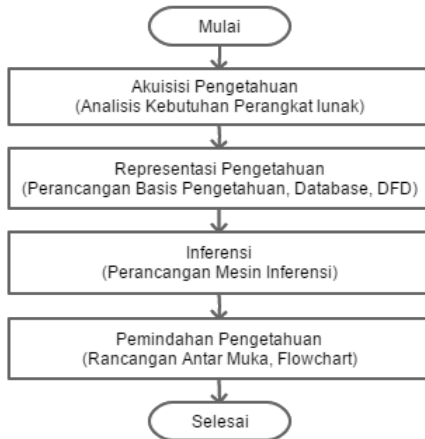 Mulai
Akuisisi Pengetahuan
(Analisis Kebutuhan Perangkat lunak)
Representasi Pengetahuan
(Perancangan Basis Pengetahuan, Database, DFD)
Inferensi
(Perancangan Mesin Inferensi)
Pemindahan Pengetahuan
(Rancangan Antar Muka, Flowchart)
Selesai